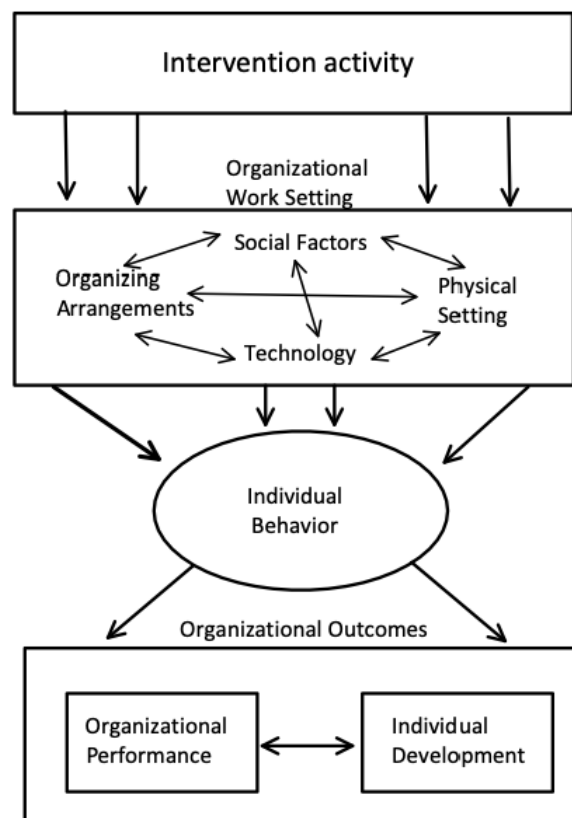 Intervention activity
Organizational
Work Setting
Social Factors
Organizing
Arrangements
Physical
Setting
Technology
Individual
Behavior
Organizational Outcomes
Organizational
Performance
Individual
Development